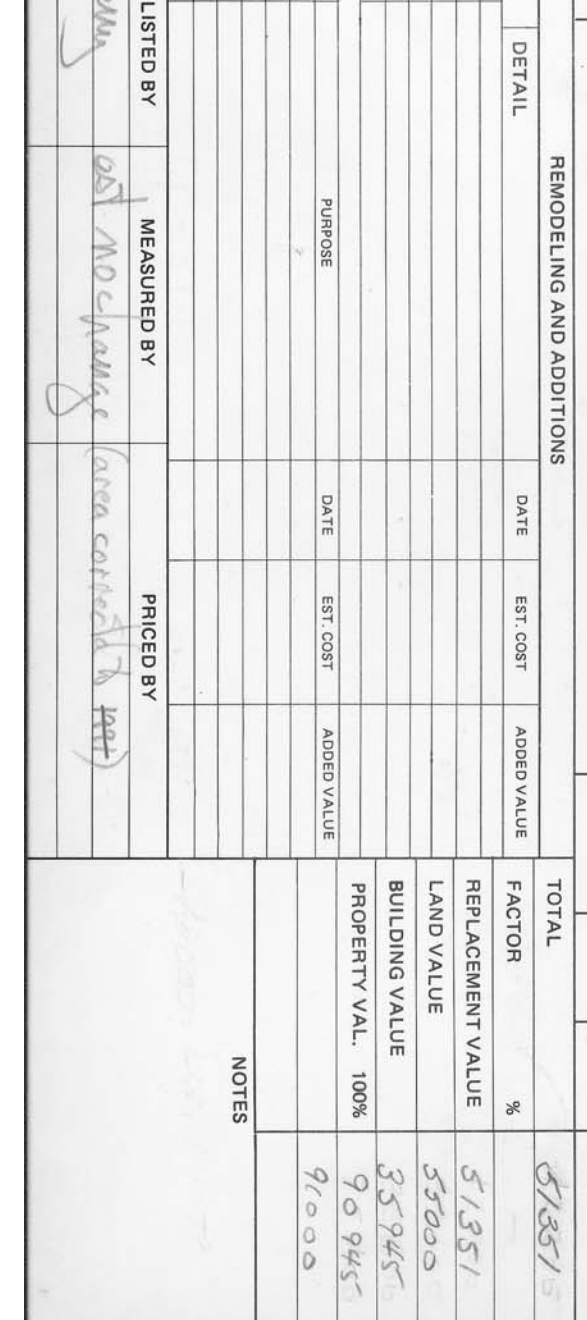 REMODELING AND ADDITIONS
DETAIL DATE EST. COST ADDED VALUE
PURPOSE DATE EST. COST ADDED VALUE
LISTED BY MEASURED BY PRICED BY
no change (area corrected
TOTAL 51351
FACTOR %
REPLACEMENT VALUE 51351
LAND VALUE 55000
BUILDING VALUE 35945
PROPERTY VAL. 100% 90945
91000
NOTES